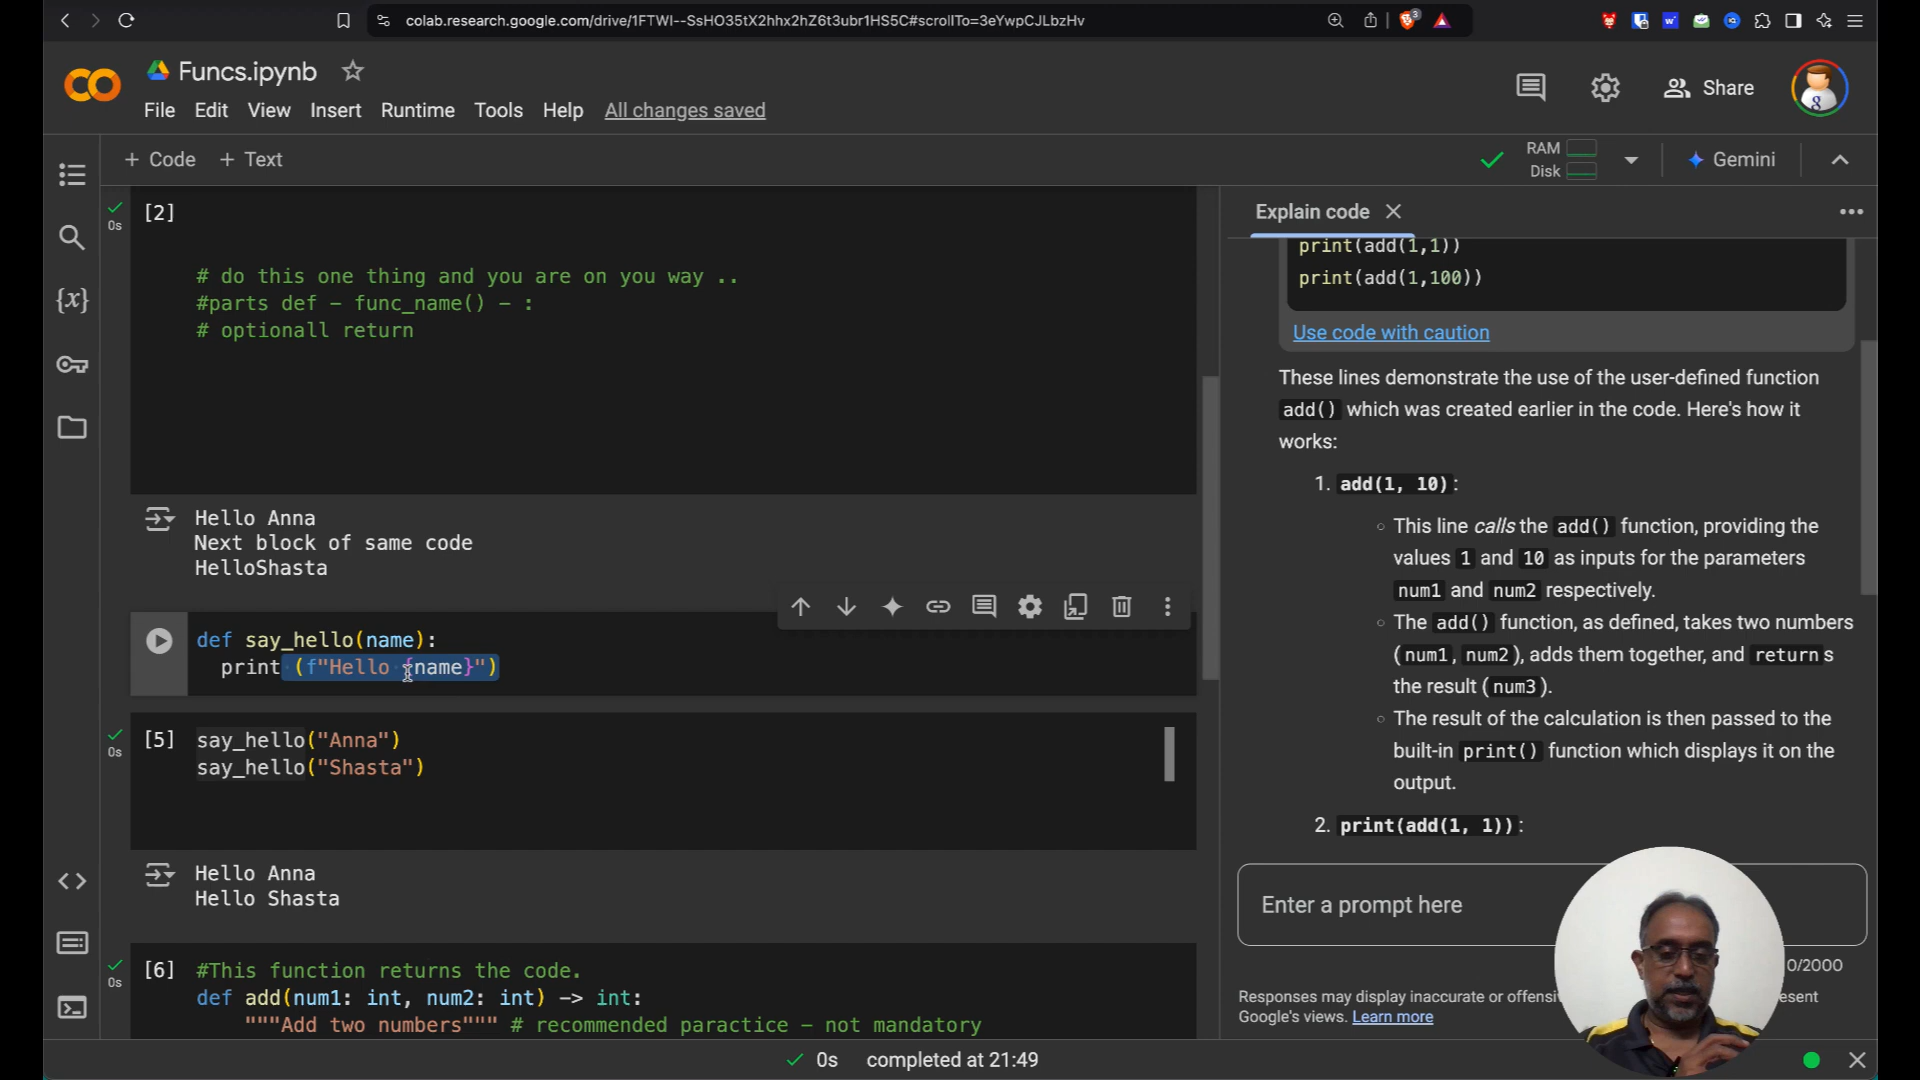 colab.research.google.com/drive/1FTWI--SsHO35tX2hhx2hZ6t3ubr1HS5C#scrollTo=3eYwpCJLbzHv
3
Funcs.ipynb
File Edit View Insert Runtime Tools Help All changes saved
Share
+ Code + Text
RAM
Disk
Gemini
[2]
0s
# do this one thing and you are on you way ..
#parts def - func_name() - :
# optionall return
Hello Anna
Next block of same code
HelloShasta
def say_hello(name):
print (f"Hello {name}")
[5] say_hello("Anna")
0s
say_hello("Shasta")
Hello Anna
Hello Shasta
[6] #This function returns the code.
0s
def add(num1: int, num2: int) -> int:
"""Add two numbers""" # recommended paractice - not mandatory
Explain code
print(add(1,1))
print(add(1,100))
Use code with caution
These lines demonstrate the use of the user-defined function
add() which was created earlier in the code. Here's how it
works:
1. add(1, 10):
This line calls the add() function, providing the
values 1 and 10 as inputs for the parameters
num1 and num2 respectively.
The add() function, as defined, takes two numbers
(num1, num2), adds them together, and returns
the result (num3).
The result of the calculation is then passed to the
built-in print() function which displays it on the
output.
2. print(add(1, 1)):
Enter a prompt here
0/2000
Responses may display inaccurate or offensi
esent
Google's views. Learn more
0s completed at 21:49